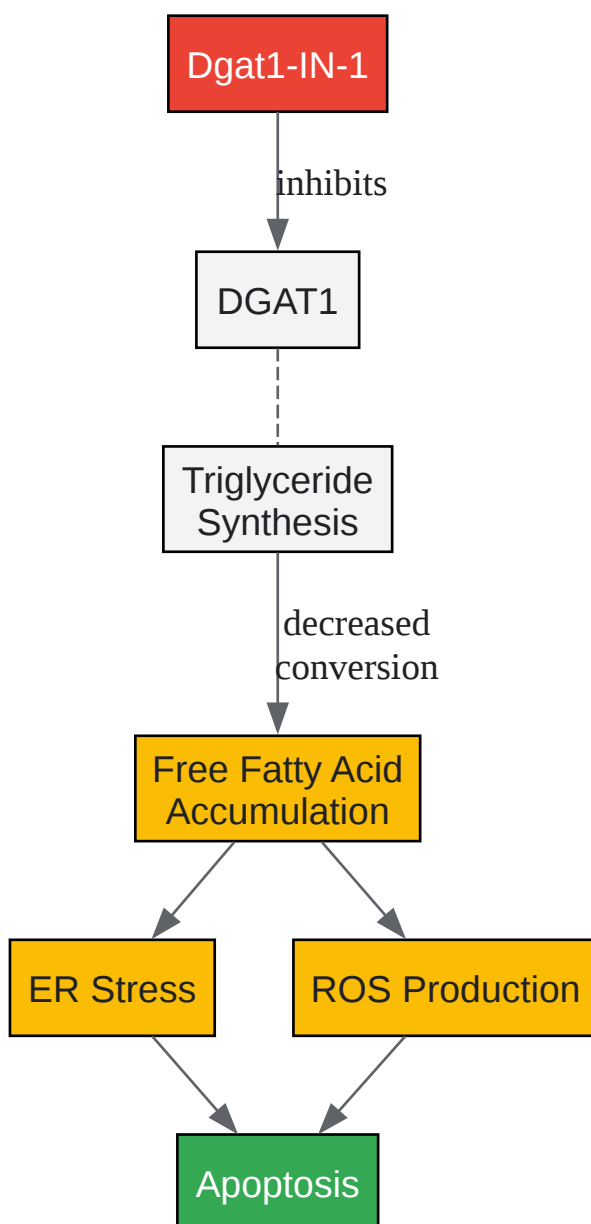 Dgat1-IN-1
inhibits
DGAT1
Triglyceride
Synthesis
decreased
conversion
Free Fatty Acid
Accumulation
ER Stress
ROS Production
Apoptosis